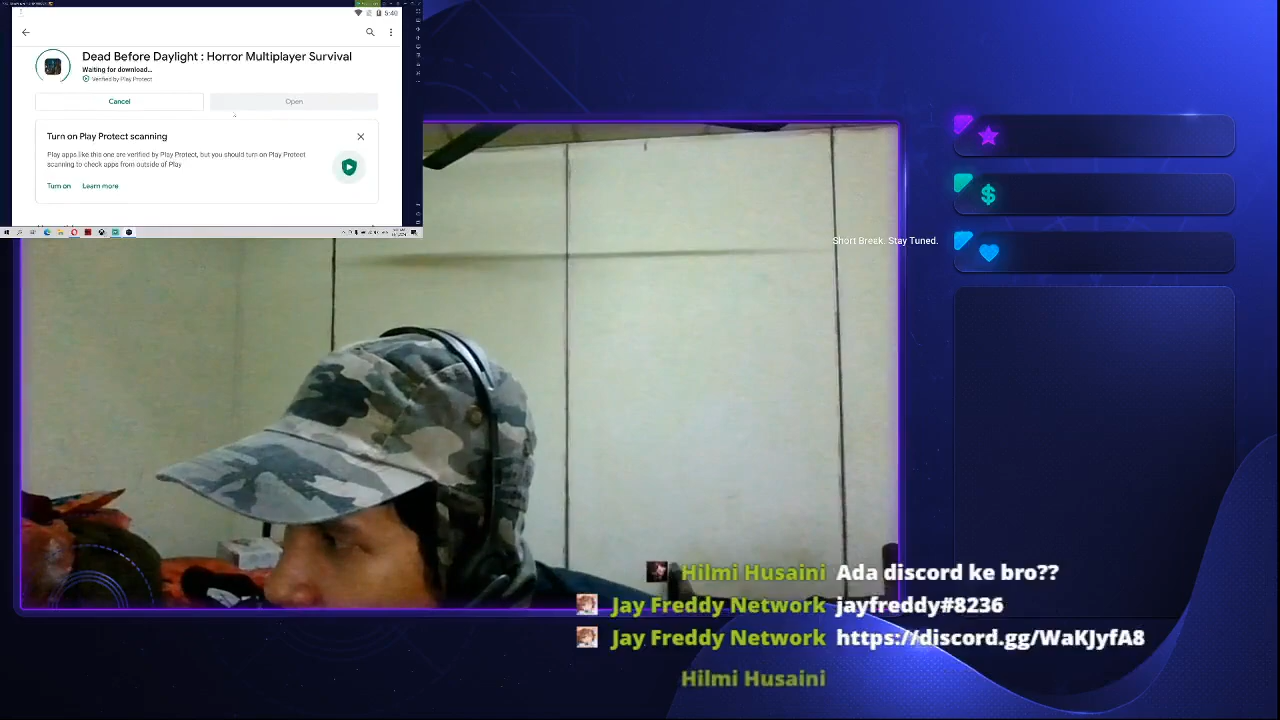 5:40
Dead Before Daylight : Horror Multiplayer Survival
Waiting for download...
Verified by Play Protect
Cancel
Open
Turn on Play Protect scanning
Play apps like this one are verified by Play Protect, but you should turn on Play Protect
scanning to check apps from outside of Play
Turn on
Learn more
Short Break. Stay Tuned.
Hilmi Husaini Ada discord ke bro??
Jay Freddy Network jayfreddy#8236
Jay Freddy Network https://discord.gg/WaKJyfA8
Hilmi Husaini